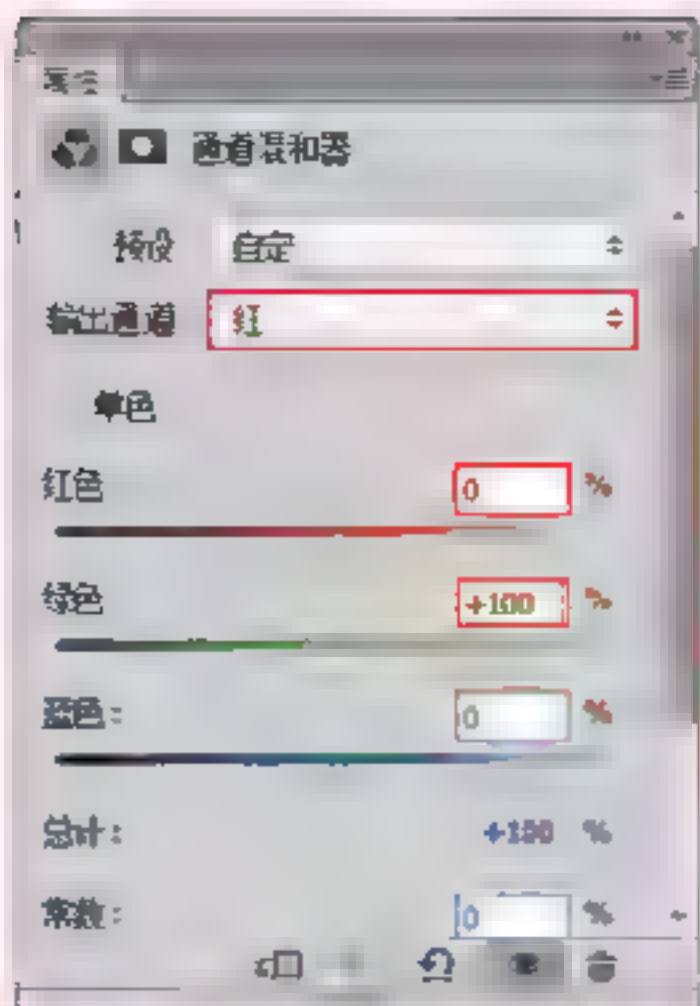 属性
通道混和器
预设 自定
输出通道 红
单色
红色 0 %
绿色 +100 %
蓝色: 0 %
总计: +100 %
常数: 0 %